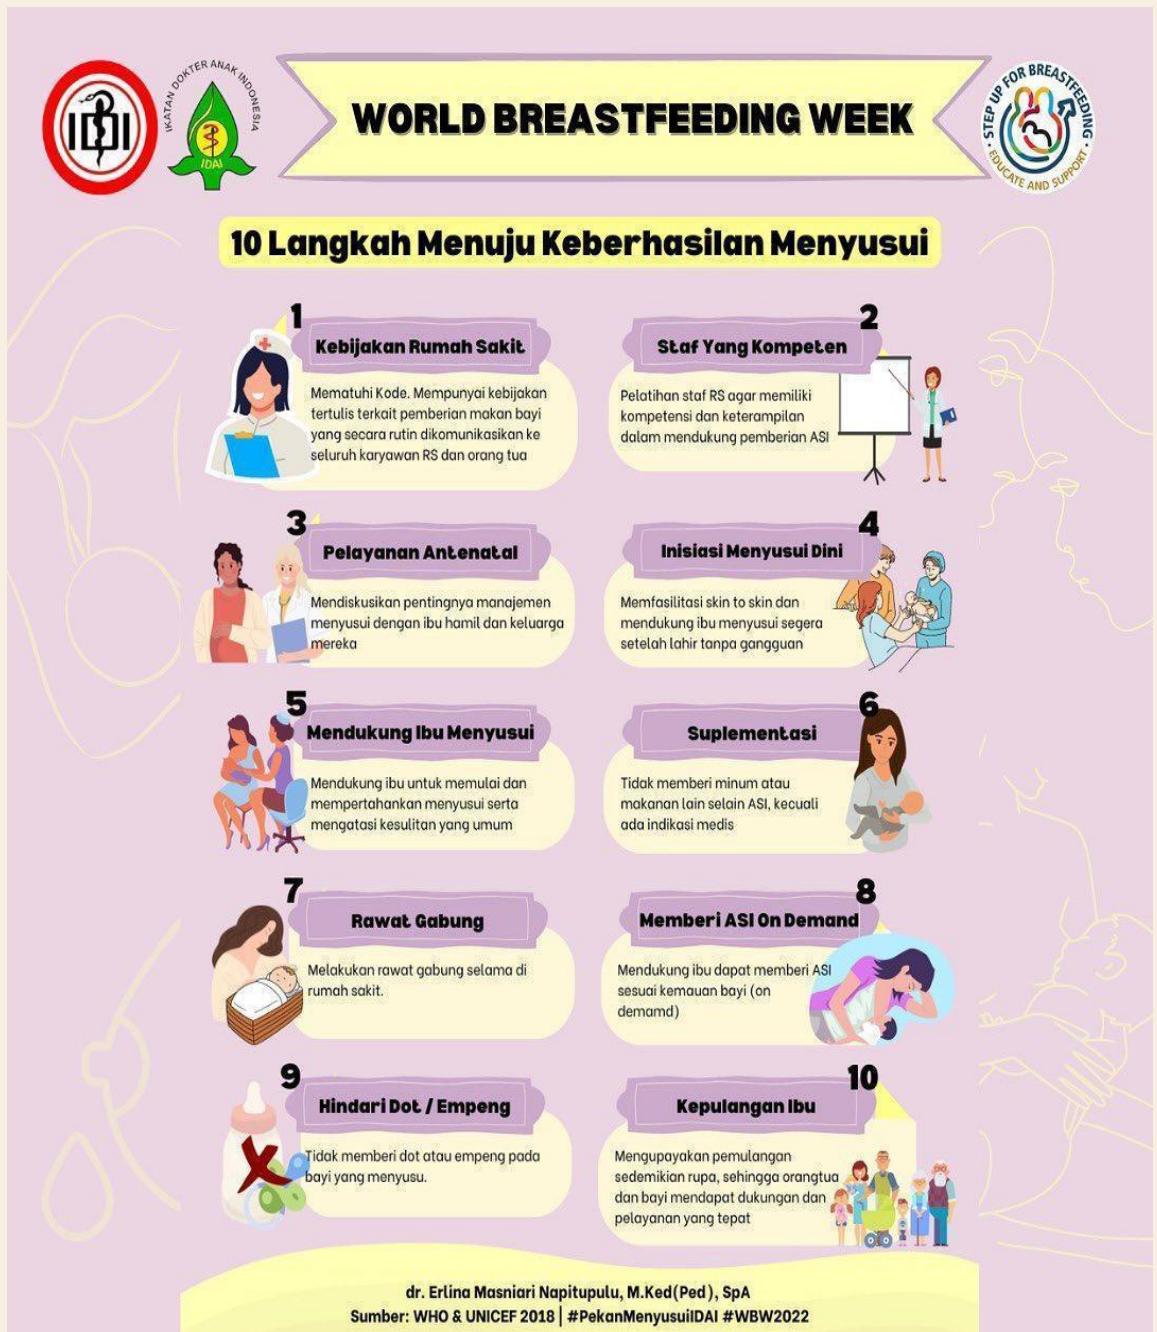 IDI
IKATAN DOKTER ANAK INDONESIA
IDAI
WORLD BREASTFEEDING WEEK
STEP UP FOR BREASTFEEDING
EDUCATE AND SUPPORT
10 Langkah Menuju Keberhasilan Menyusui
1
Kebijakan Rumah Sakit
Mematuhi Kode. Mempunyai kebijakan
tertulis terkait pemberian makan bayi
yang secara rutin dikomunikasikan ke
seluruh karyawan RS dan orang tua
2
Staf Yang Kompeten
Pelatihan staf RS agar memiliki
kompetensi dan keterampilan
dalam mendukung pemberian ASI
3
Pelayanan Antenatal
Mendiskusikan pentingnya manajemen
menyusui dengan ibu hamil dan keluarga
mereka
4
Inisiasi Menyusui Dini
Memfasilitasi skin to skin dan
mendukung ibu menyusui segera
setelah lahir tanpa gangguan
5
Mendukung Ibu Menyusui
Mendukung ibu untuk memulai dan
mempertahankan menyusui serta
mengatasi kesulitan yang umum
6
Suplementasi
Tidak memberi minum atau
makanan lain selain ASI, kecuali
ada indikasi medis
7
Rawat Gabung
Melakukan rawat gabung selama di
rumah sakit.
8
Memberi ASI On Demand
Mendukung ibu dapat memberi ASI
sesuai kemauan bayi (on
demamd)
9
Hindari Dot / Empeng
Tidak memberi dot atau empeng pada
bayi yang menyusu.
10
Kepulangan Ibu
Mengupayakan pemulangan
sedemikian rupa, sehingga orangtua
dan bayi mendapat dukungan dan
pelayanan yang tepat
dr. Erlina Masniari Napitupulu, M.Ked(Ped), SpA
Sumber: WHO & UNICEF 2018 | #PekanMenyusuiIDAI #WBW2022